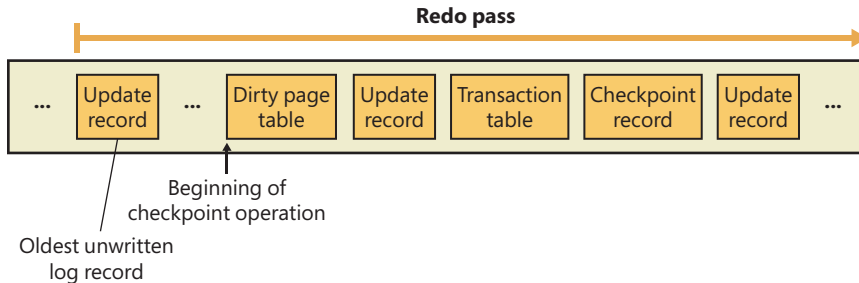 Redo pass
...
Update
record
...
Dirty page
table
Update
record
Transaction
table
Checkpoint
record
Update
record
...
Beginning of
checkpoint operation
Oldest unwritten
log record